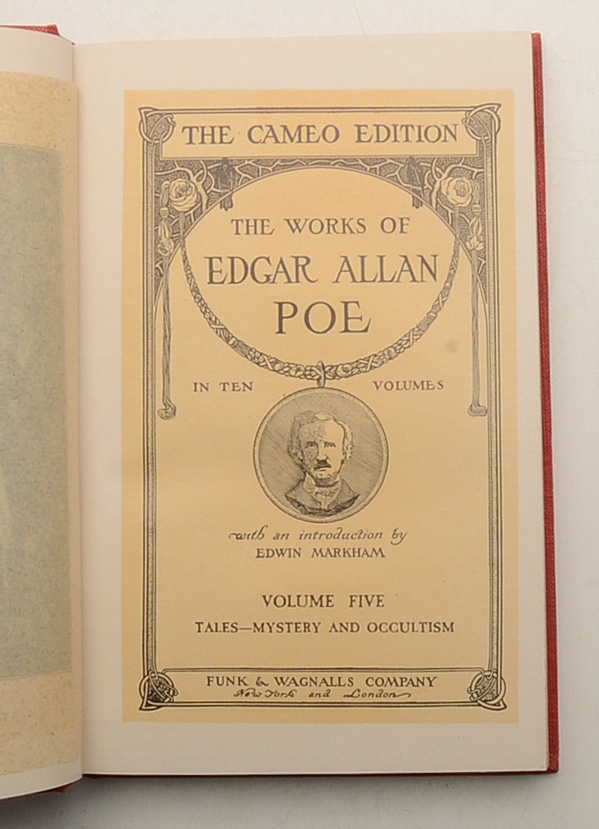 THE CAMEO EDITION
THE WORKS OF
EDGAR ALLAN
POE
IN TEN VOLUMES
with an introduction by
EDWIN MARKHAM
VOLUME FIVE
TALES—MYSTERY AND OCCULTISM
FUNK & WAGNALLS COMPANY
New York and London